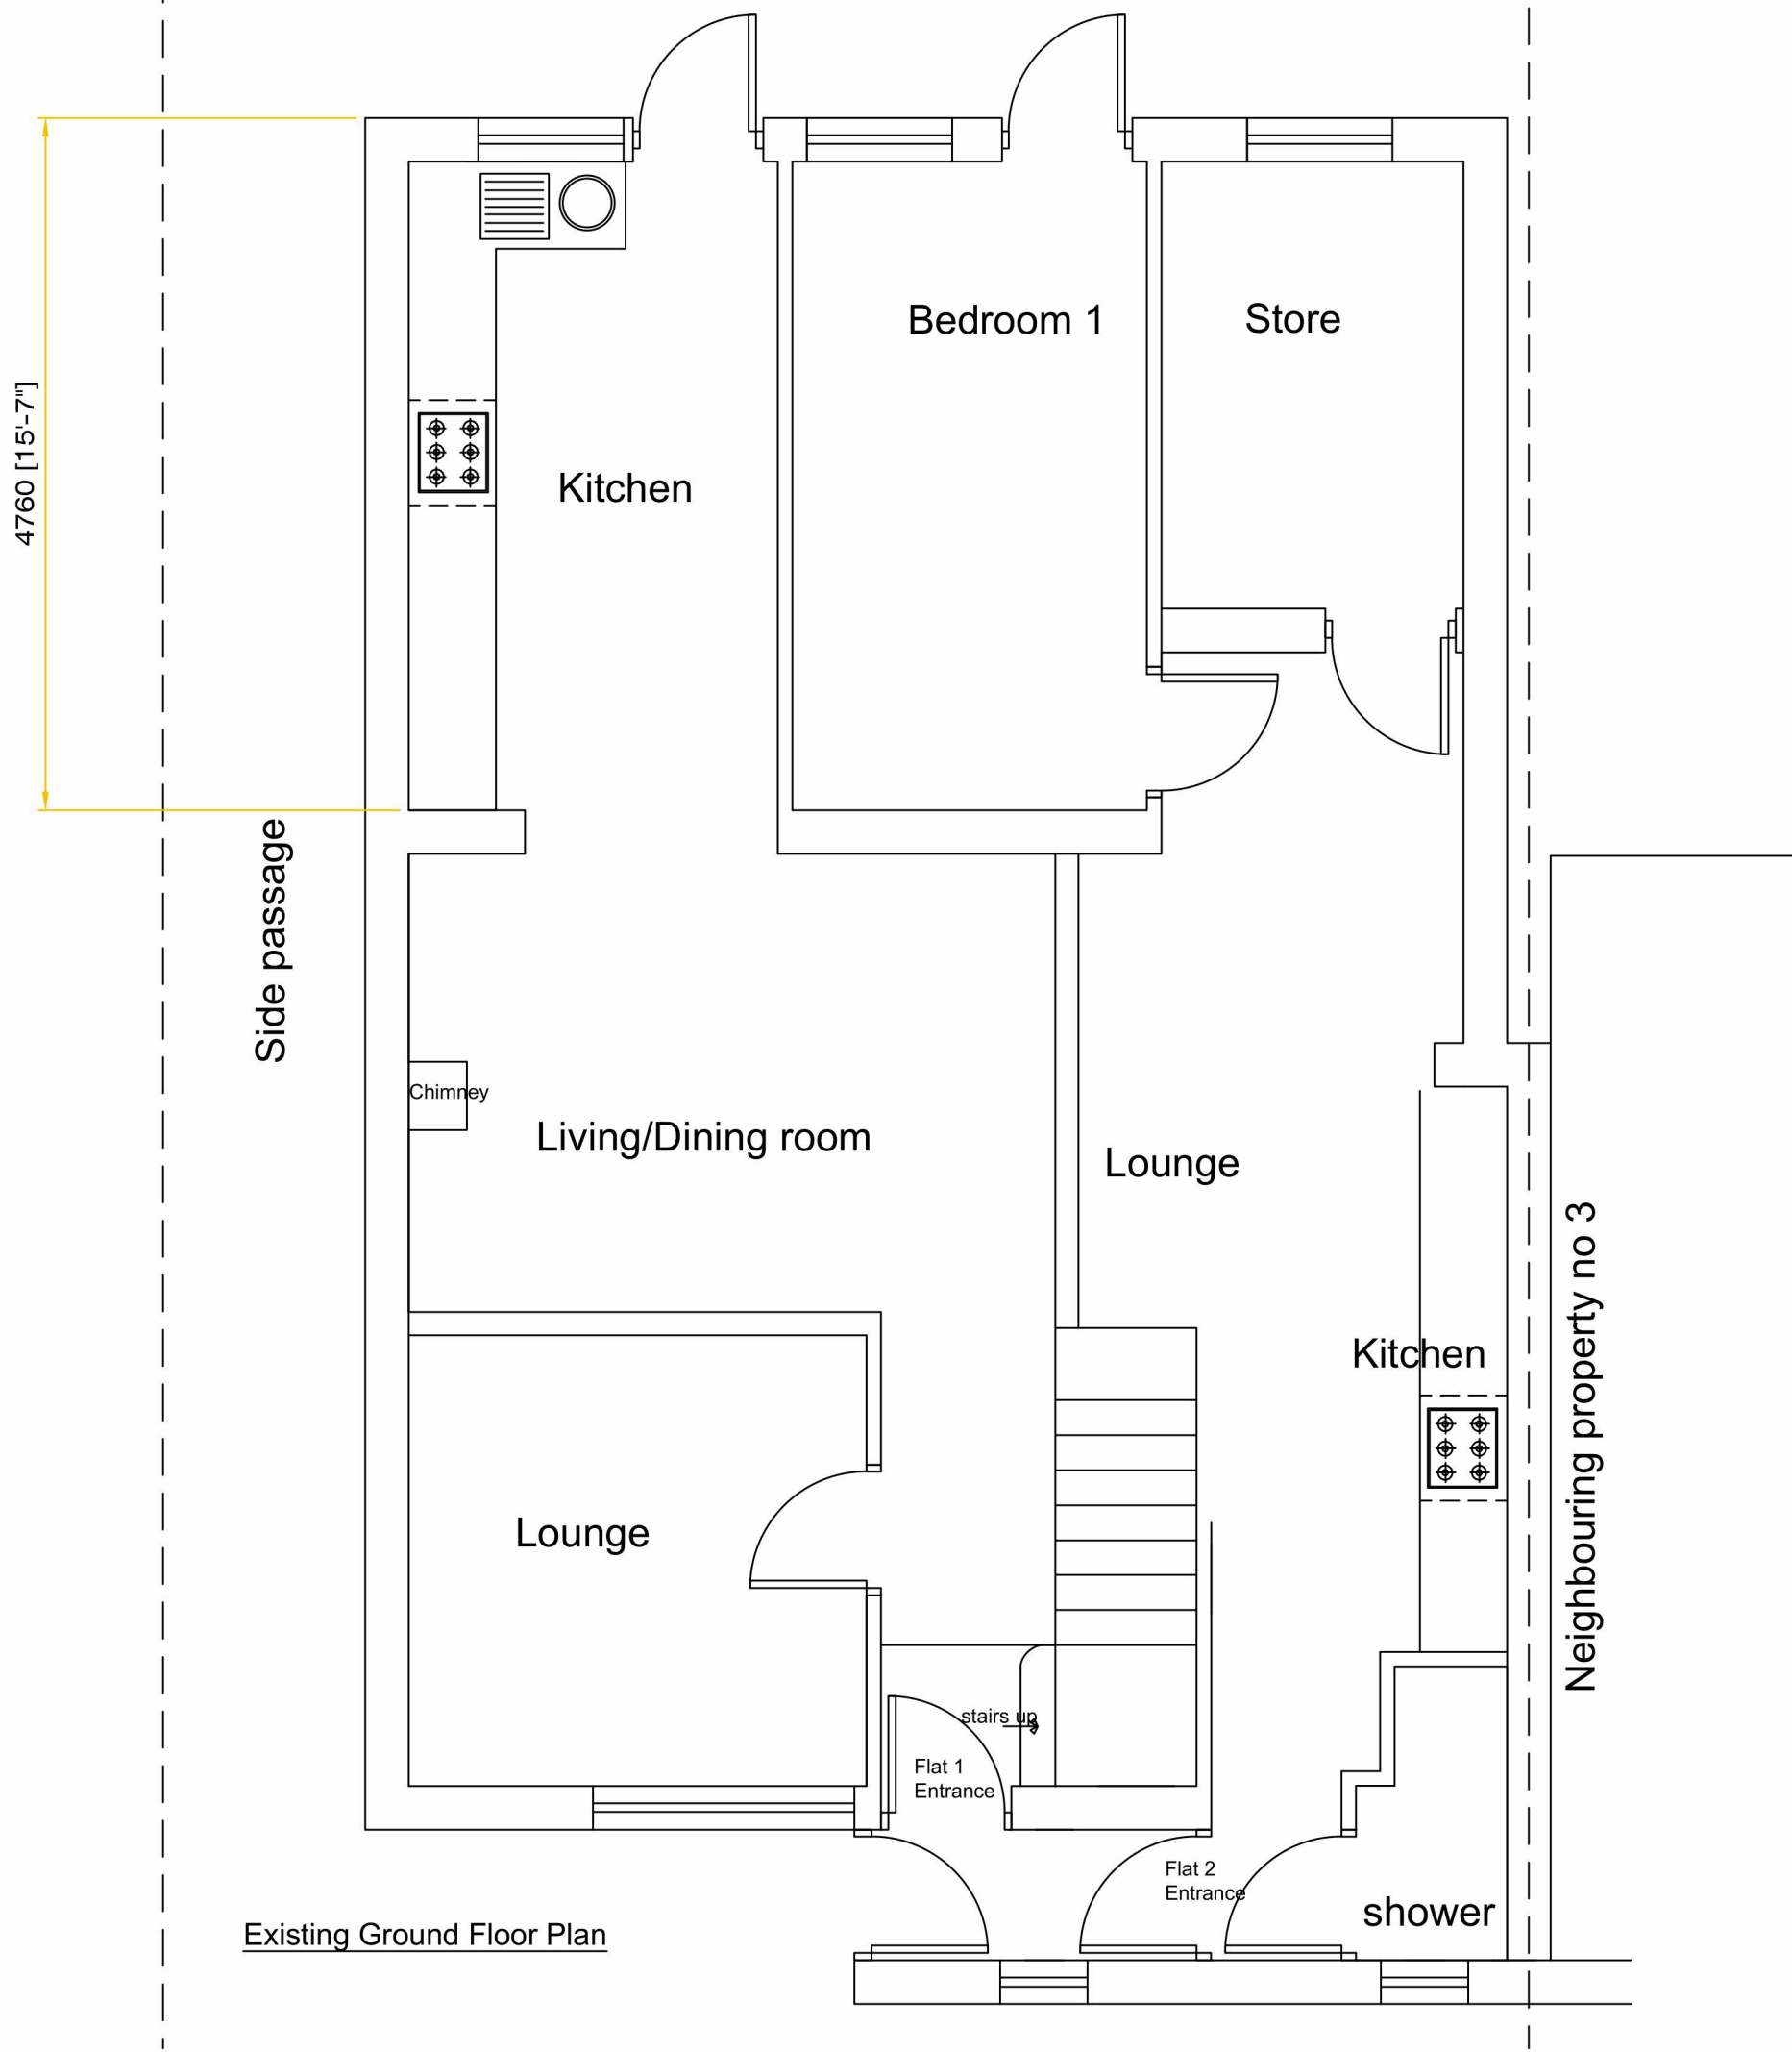 Bedroom 1
Store
4760 [15'-7"]
Kitchen
Side passage
Chimney
Living/Dining room
Lounge
Neighbouring property no 3
Kitchen
Lounge
stairs up
Flat 1
Entrance
Flat 2
Entrance
shower
Existing Ground Floor Plan